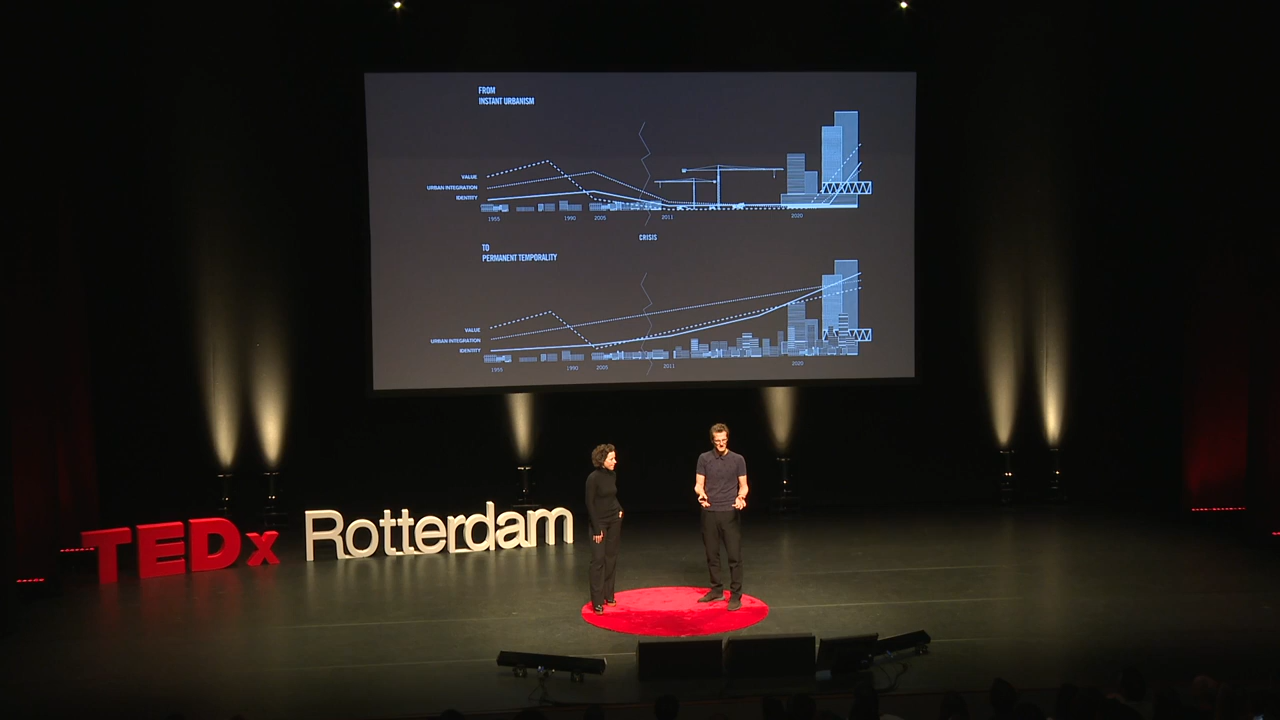 FROM
INSTANT URBANISM
VALUE
URBAN INTEGRATION
IDENTITY
1955 1990 2005 2011 2020
CRISIS
TO
PERMANENT TEMPORALITY
VALUE
URBAN INTEGRATION
IDENTITY
1955 1990 2005 2011 2020
TEDx Rotterdam